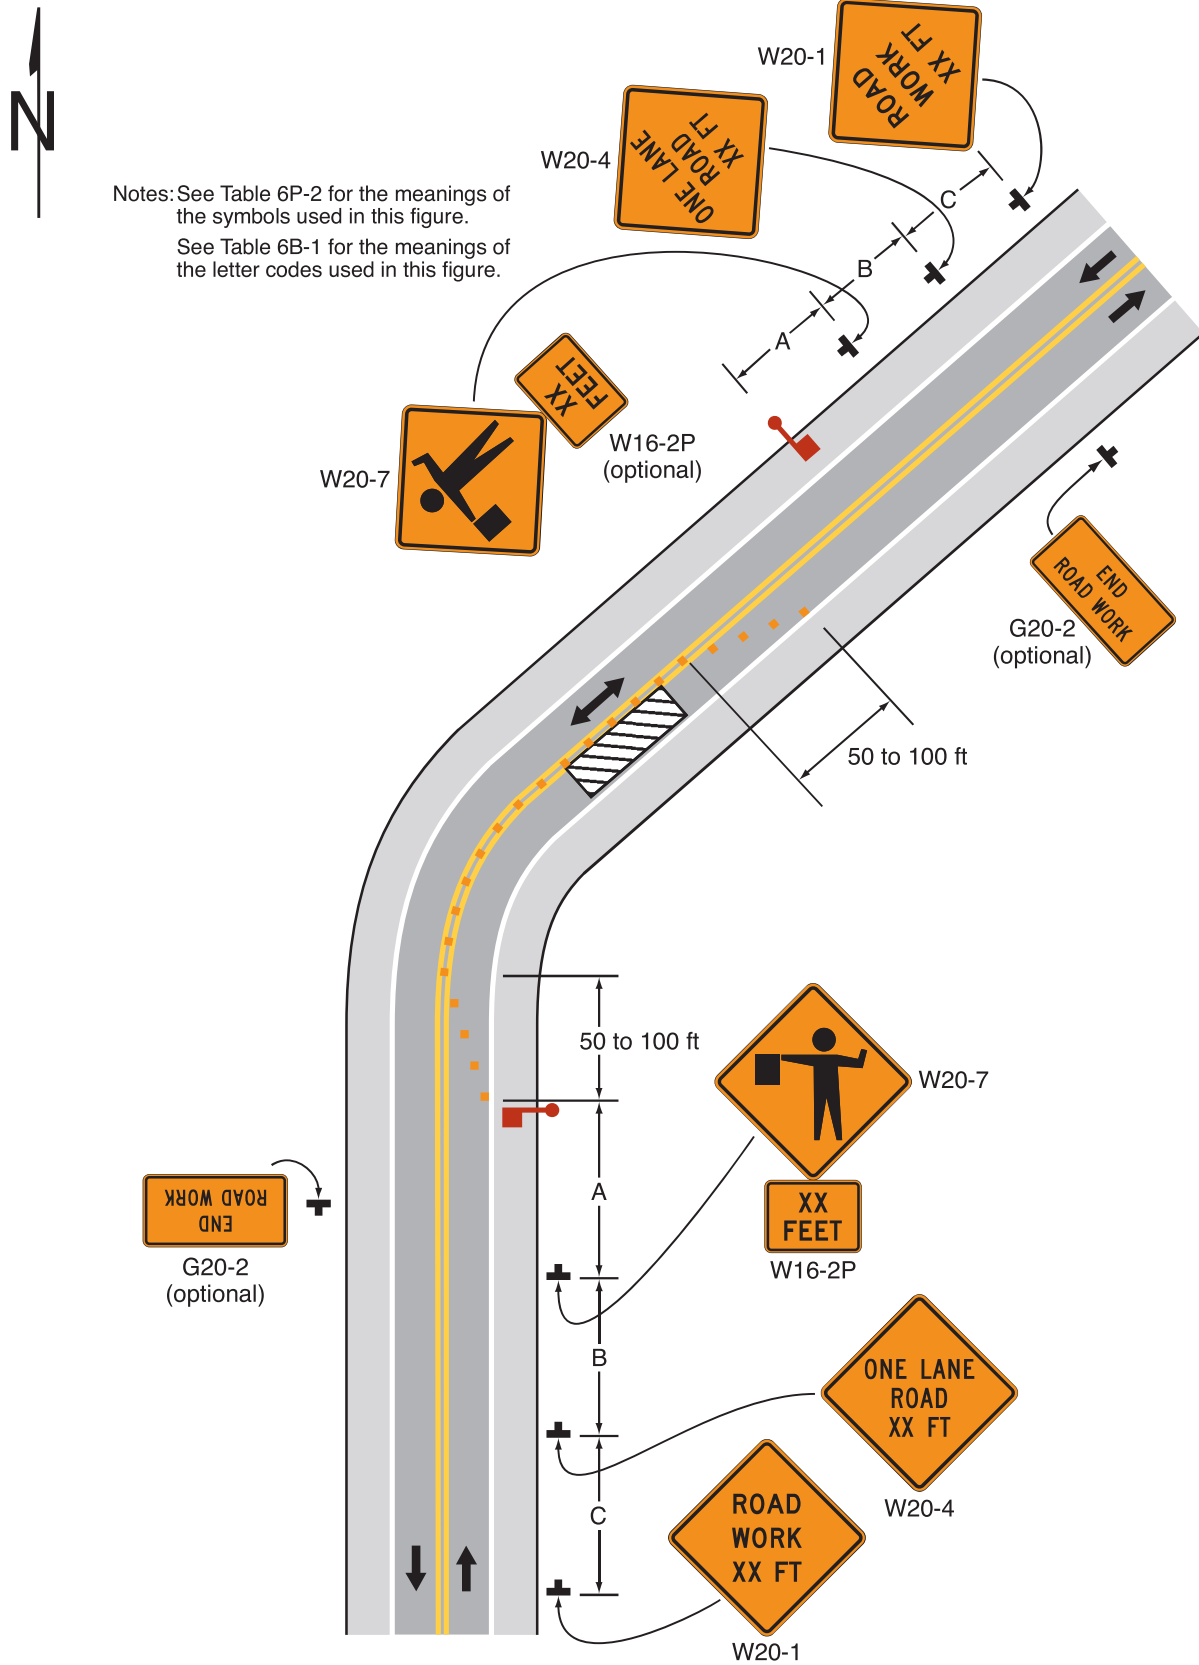 N
W20-1
ROAD
WORK
XX FT
W20-4
ONE LANE
ROAD
XX FT
Notes: See Table 6P-2 for the meanings of
the symbols used in this figure.
See Table 6B-1 for the meanings of
the letter codes used in this figure.
C
B
A
XX
FEET
W16-2P
(optional)
W20-7
END
ROAD WORK
G20-2
(optional)
50 to 100 ft
50 to 100 ft
W20-7
A
XX
FEET
W16-2P
END
ROAD WORK
G20-2
(optional)
B
ONE LANE
ROAD
XX FT
W20-4
C
ROAD
WORK
XX FT
W20-1